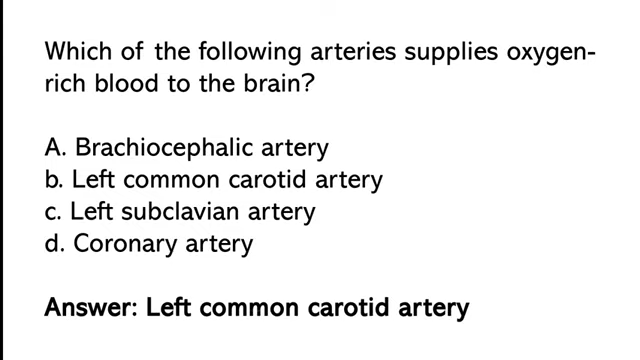 Which of the following arteries supplies oxygen-
rich blood to the brain?
A. Brachiocephalic artery
b. Left common carotid artery
c. Left subclavian artery
d. Coronary artery
Answer: Left common carotid artery